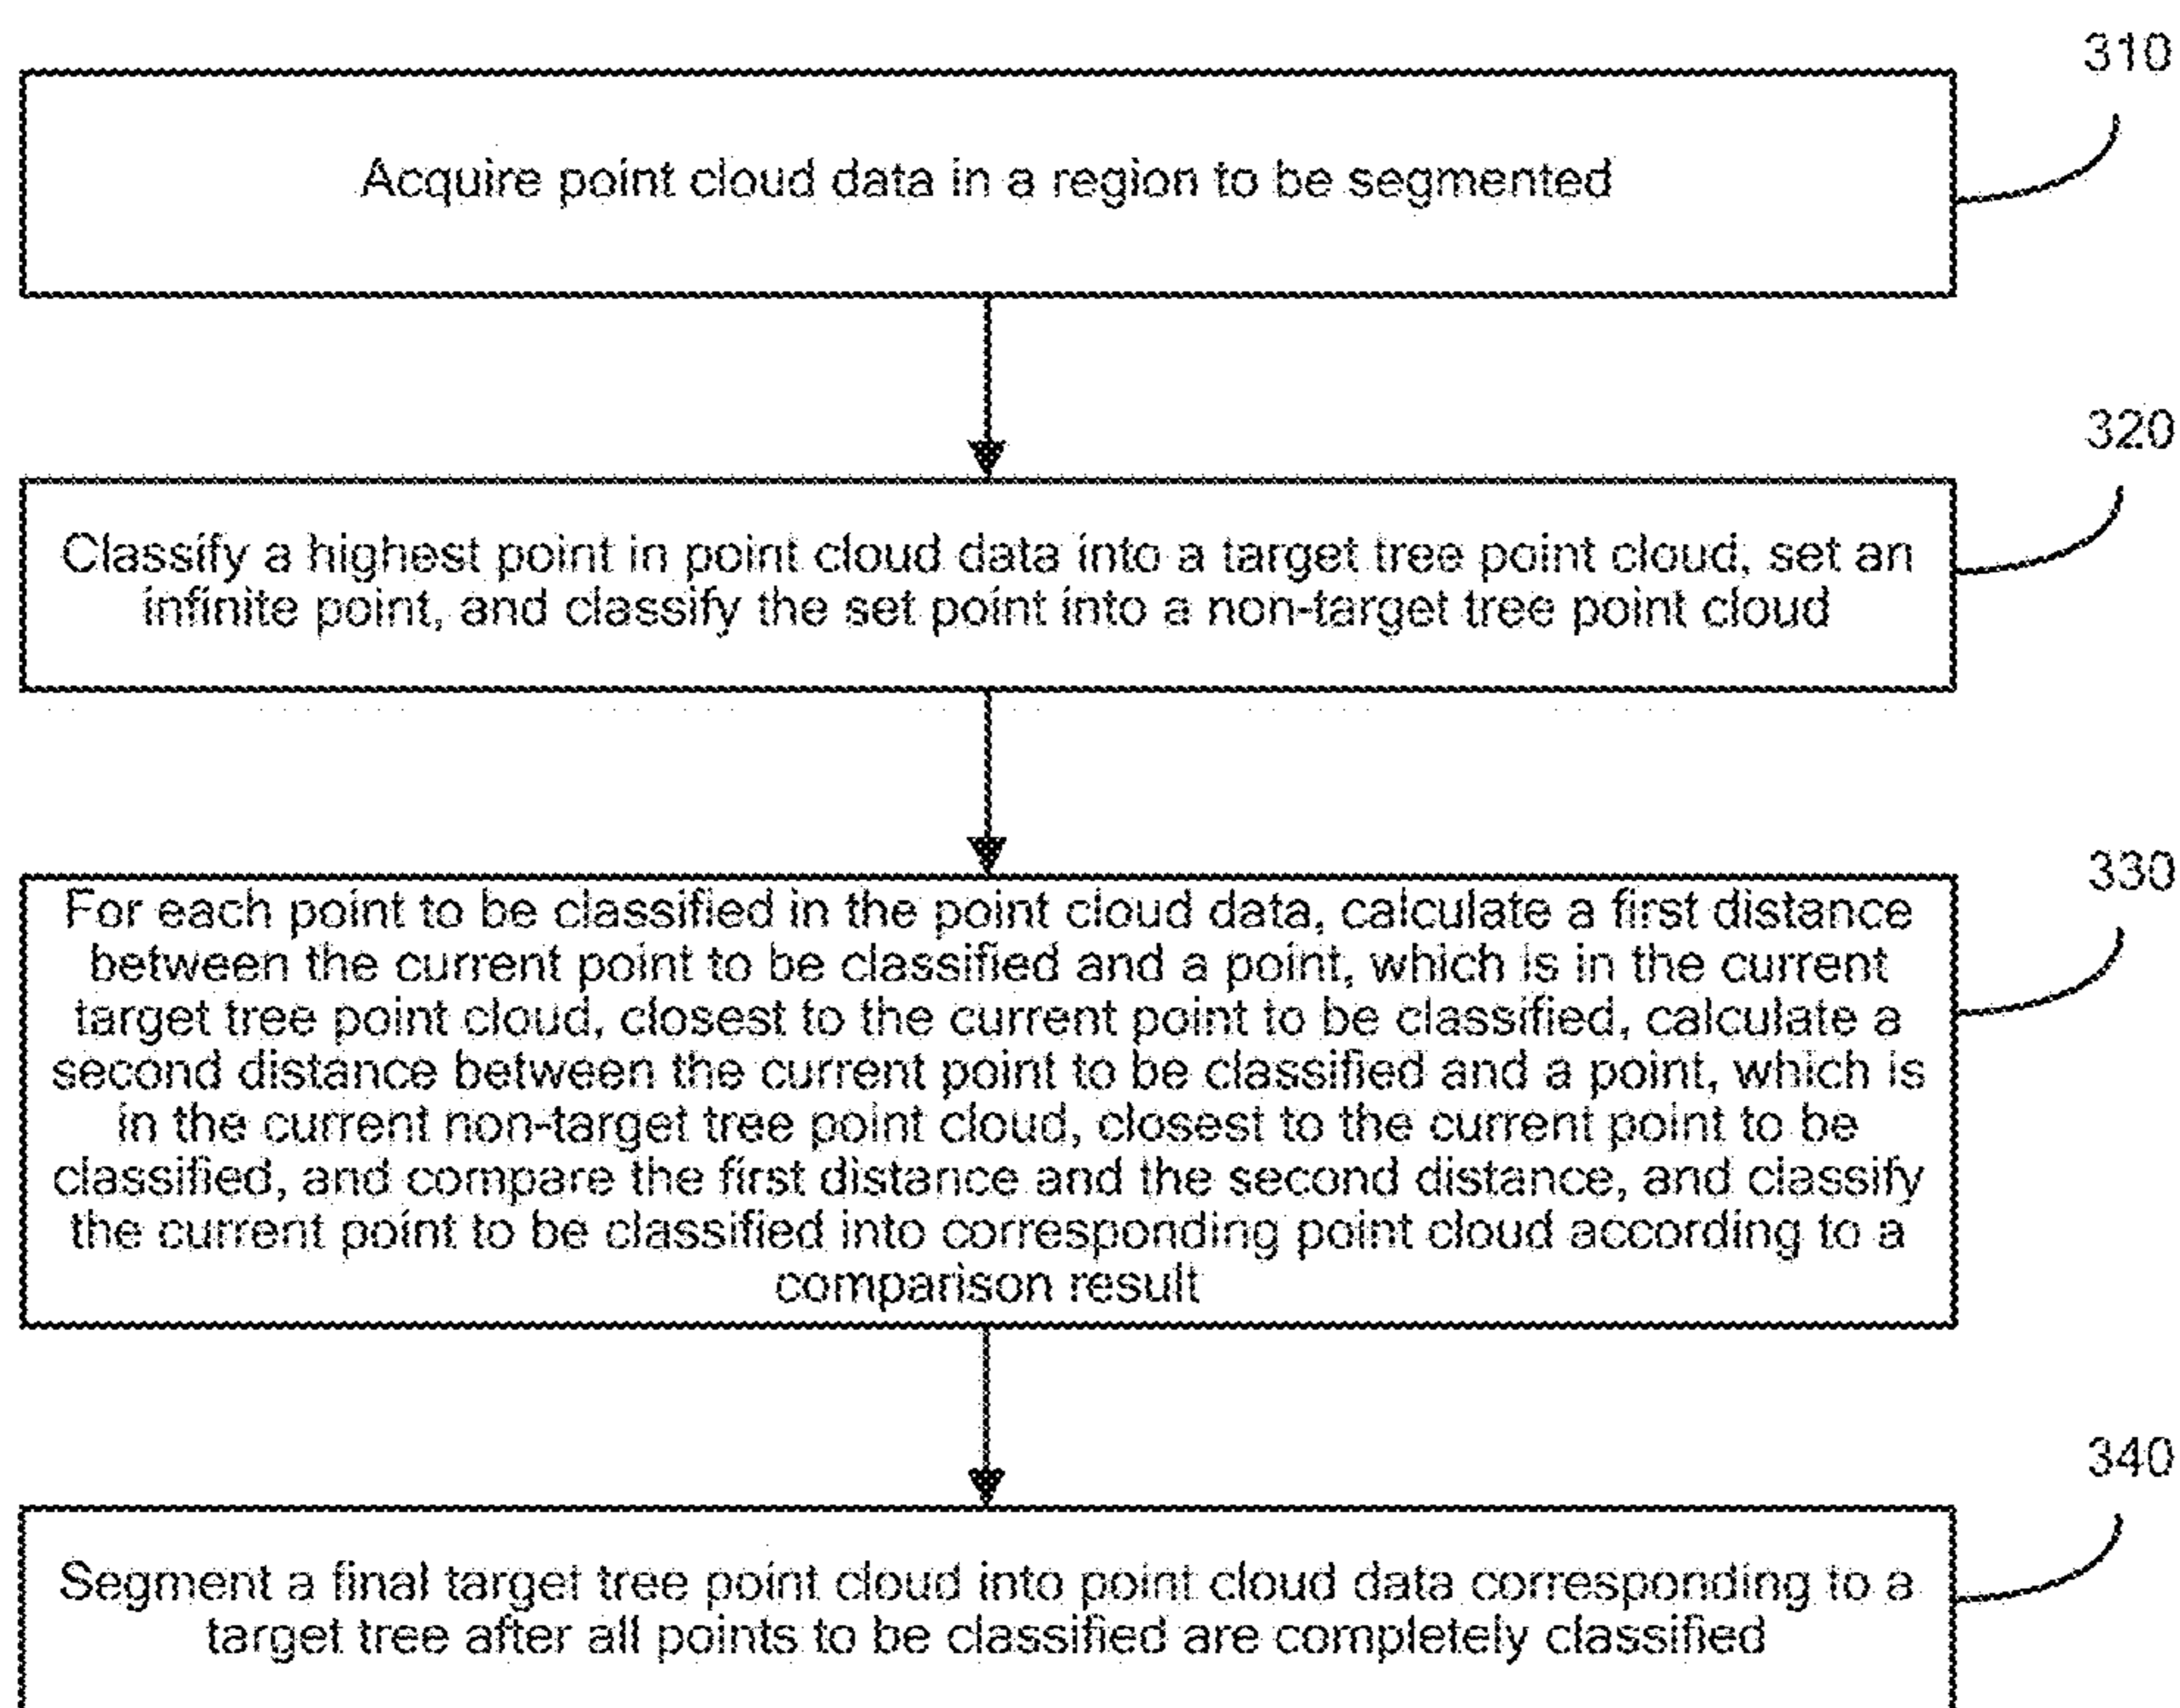 310
Acquire point cloud data in a region to be segmented
320
Classify a highest point in point cloud data into a target tree point cloud, set an
infinite point, and classify the set point into a non-target tree point cloud
330
For each point to be classified in the point cloud data, calculate a first distance
between the current point to be classified and a point, which is in the current
target tree point cloud, closest to the current point to be classified, calculate a
second distance between the current point to be classified and a point, which is
in the current non-target tree point cloud, closest to the current point to be
classified, and compare the first distance and the second distance, and classify
the current point to be classified into corresponding point cloud according to a
comparison result
340
Segment a final target tree point cloud into point cloud data corresponding to a
target tree after all points to be classified are completely classified